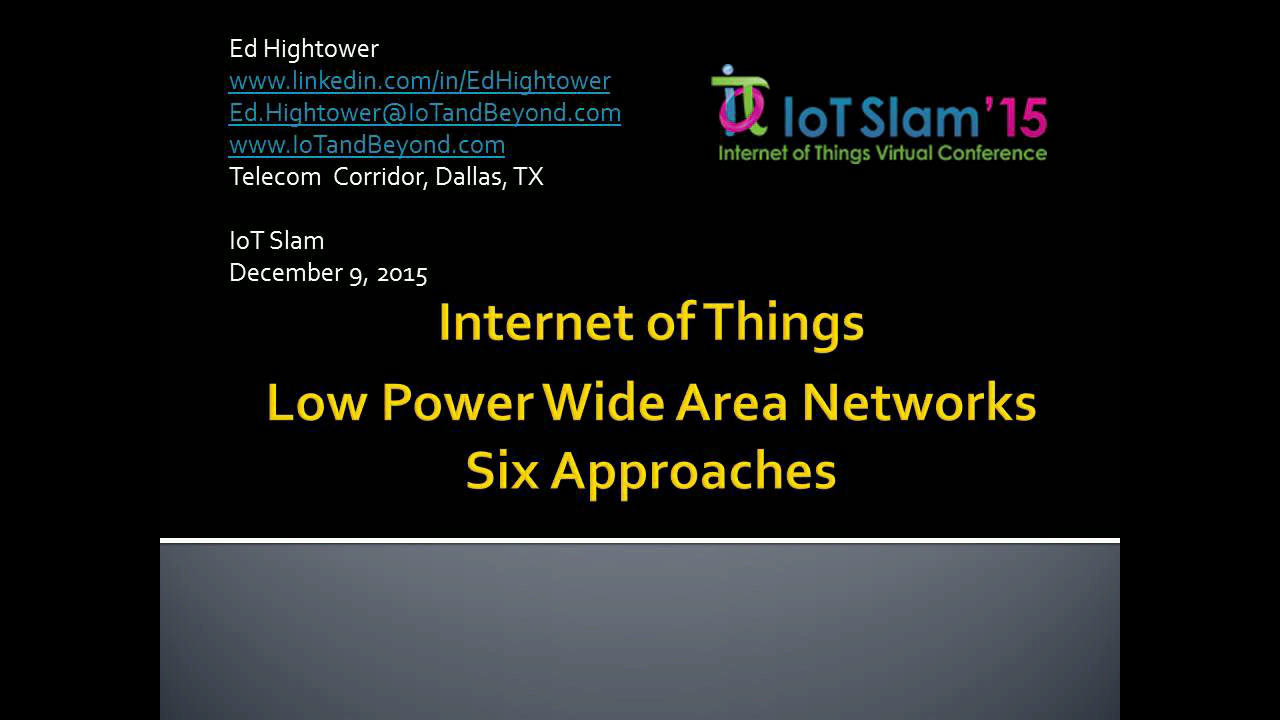 Ed Hightower
www.linkedin.com/in/EdHightower
Ed.Hightower@IoTandBeyond.com
www.IoTandBeyond.com
Telecom Corridor, Dallas, TX
IoT Slam '15
Internet of Things Virtual Conference
IoT Slam
December 9, 2015
Internet of Things
Low Power Wide Area Networks
Six Approaches